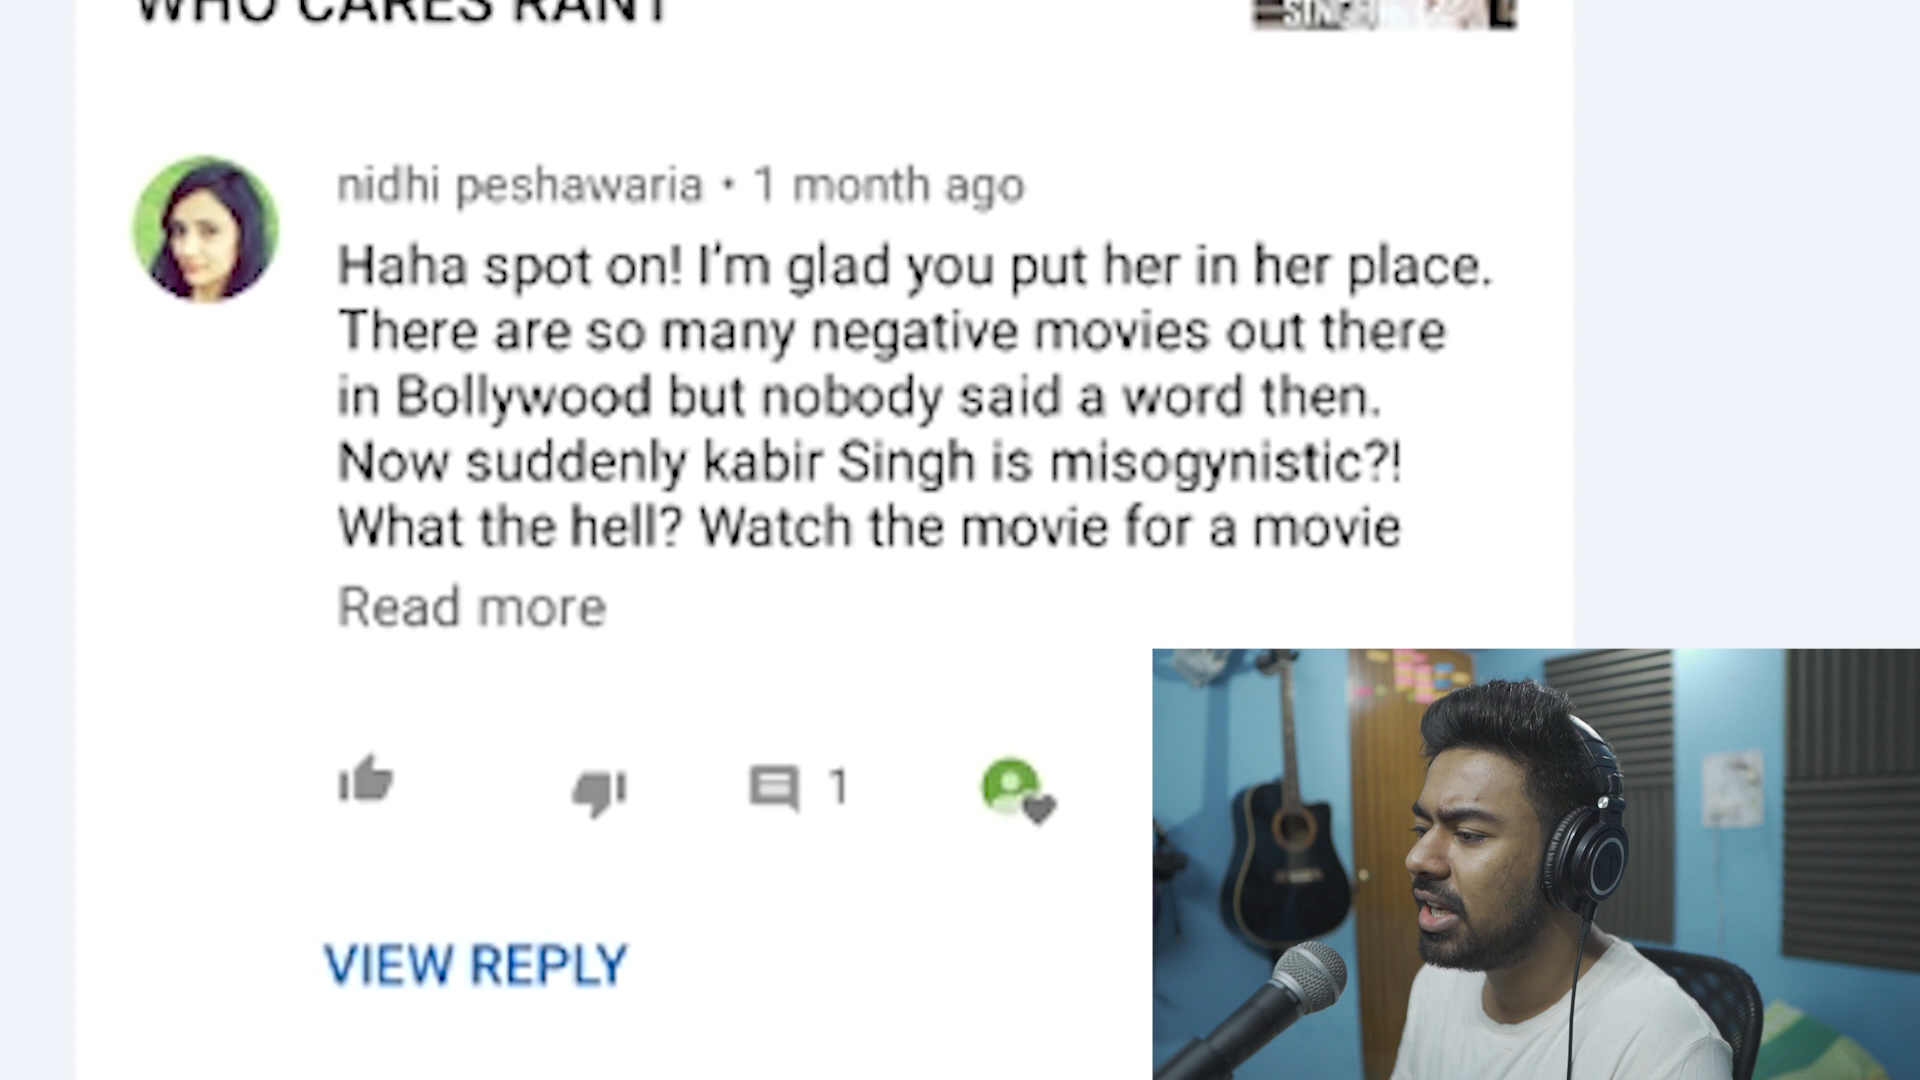 WHO CARES RANT
SINGH
nidhi peshawaria • 1 month ago
Haha spot on! I'm glad you put her in her place.
There are so many negative movies out there
in Bollywood but nobody said a word then.
Now suddenly kabir Singh is misogynistic?!
What the hell? Watch the movie for a movie
Read more
1
VIEW REPLY